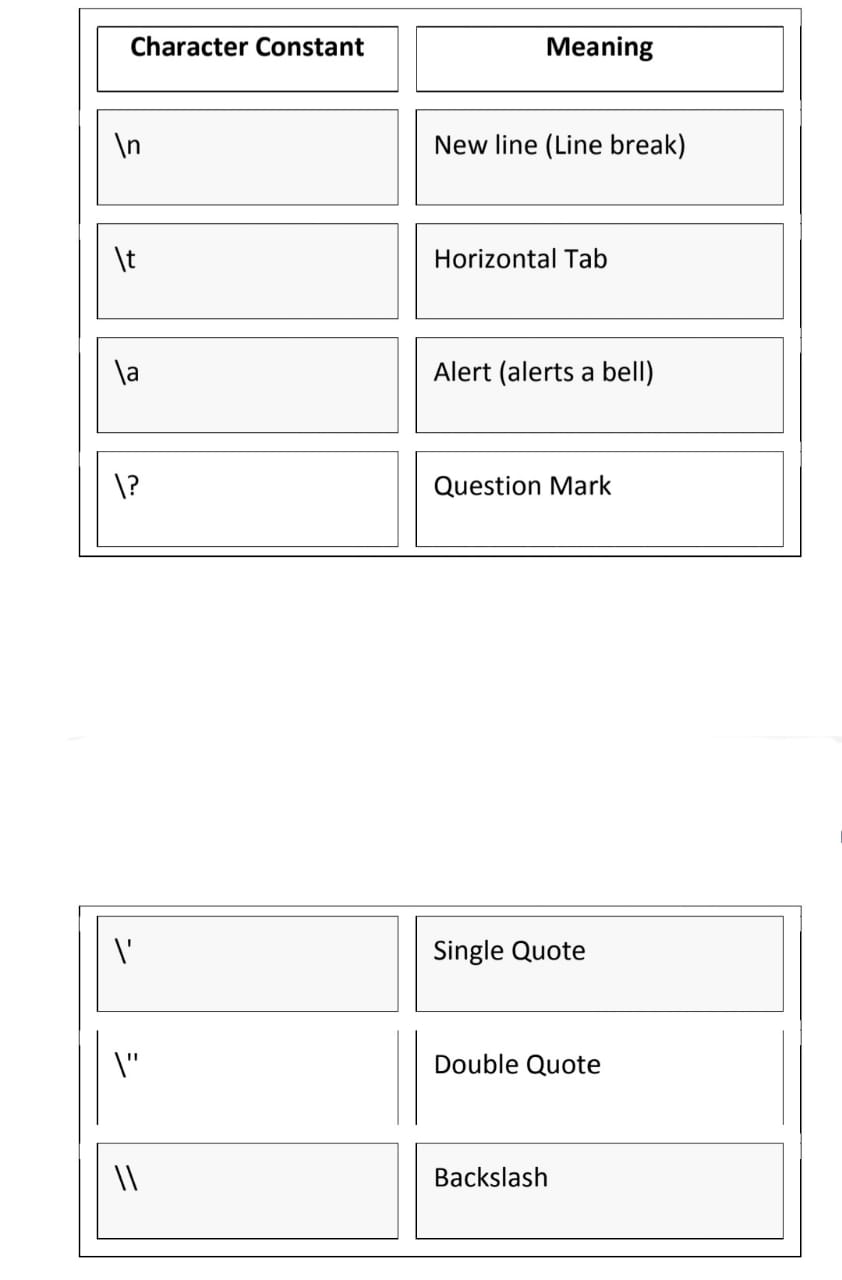 Character Constant Meaning
\n New line (Line break)
\t Horizontal Tab
\a Alert (alerts a bell)
\? Question Mark
\' Single Quote
\" Double Quote
\\ Backslash